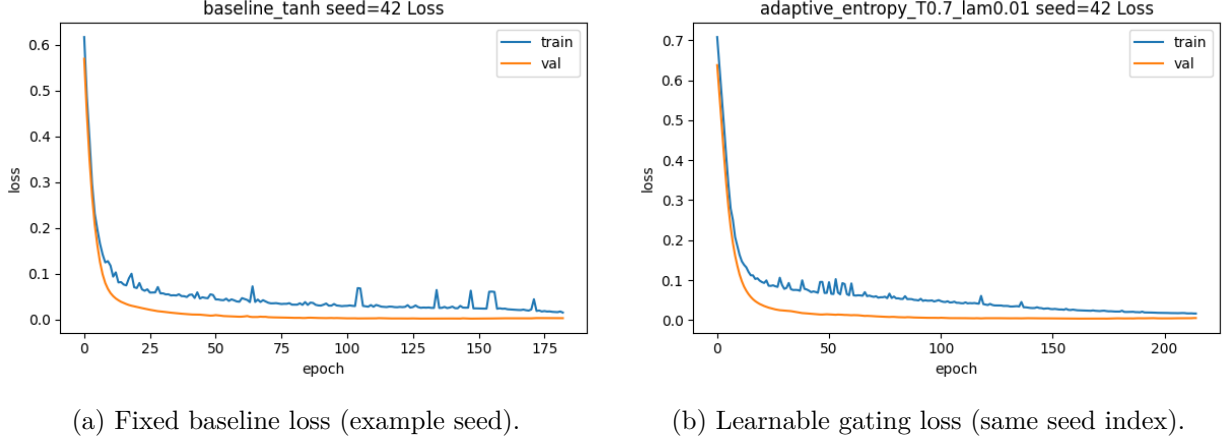 baseline_tanh seed=42 Loss
train
val
0.6
0.5
0.4
0.3
0.2
0.1
0.0
loss
0
25
50
75
100
125
150
175
epoch
(a) Fixed baseline loss (example seed).
adaptive_entropy_T0.7_lam0.01 seed=42 Loss
train
val
0.7
0.6
0.5
0.4
0.3
0.2
0.1
0.0
loss
0
50
100
150
200
epoch
(b) Learnable gating loss (same seed index).